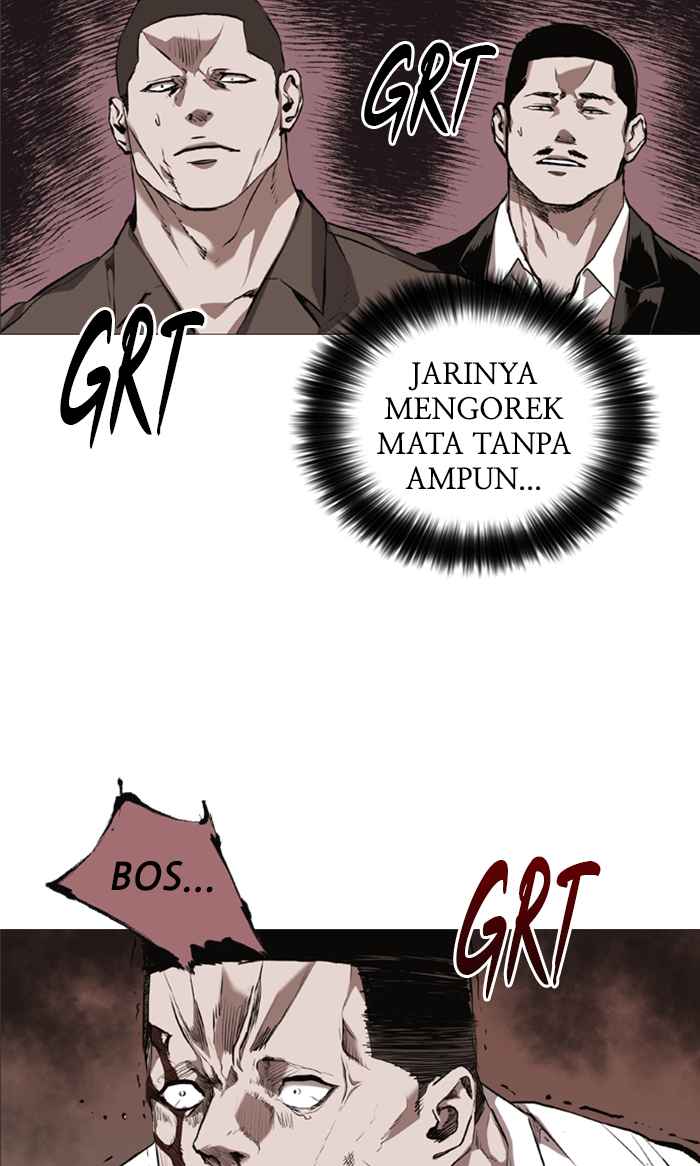 GRT
GRT
JARINYA
MENGOREK
MATA TANPA
AMPUN...
BOS...
GRT